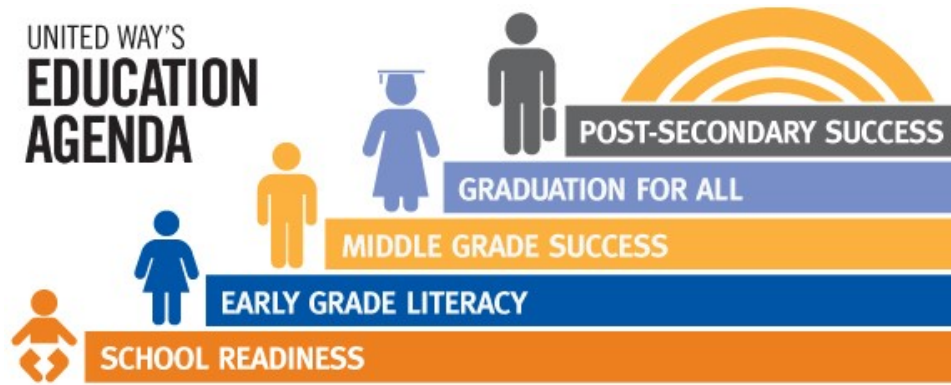 UNITED WAY'S
EDUCATION
AGENDA
POST-SECONDARY SUCCESS
GRADUATION FOR ALL
MIDDLE GRADE SUCCESS
EARLY GRADE LITERACY
SCHOOL READINESS